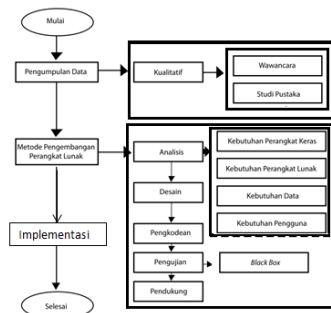 Mulai
Pengumpulan Data
Kualitatif
Wawancara
Studi Pustaka
Metode Pengembangan
Perangkat Lunak
Analisis
Kebutuhan Perangkat Keras
Kebutuhan Perangkat Lunak
Kebutuhan Data
Kebutuhan Pengguna
Desain
Pengkodean
Pengujian
Black Box
Pendukung
Implementasi
Selesai